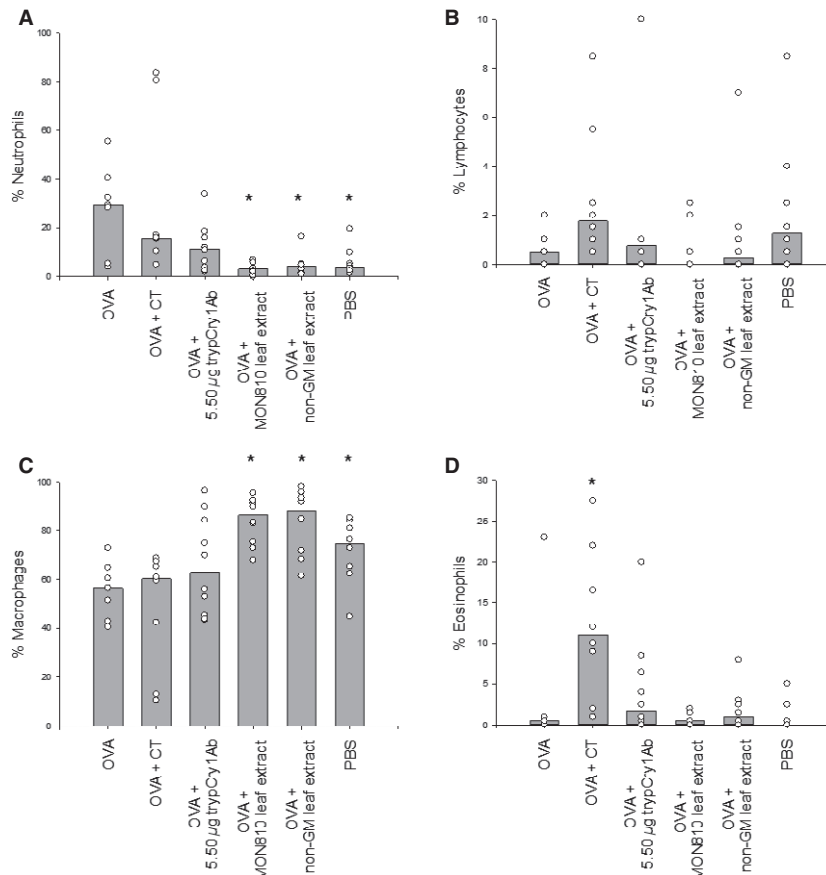 A
% Neutrophils
100
80
60
40
20
0
*
*
*
OVA
OVA + CT
OVA +
5.50 µg trypCry1Ab
OVA +
MON810 leaf extract
OVA +
non-GM leaf extract
PBS
B
% Lymphocytes
10
8
6
4
2
0
OVA
OVA + CT
OVA +
5.50 µg trypCry1Ab
OVA +
MON810 leaf extract
OVA +
non-GM leaf extract
PBS
C
% Macrophages
100
80
60
40
20
0
*
*
*
OVA
OVA + CT
OVA +
5.50 µg trypCry1Ab
OVA +
MON810 leaf extract
OVA +
non-GM leaf extract
PBS
D
% Eosinophils
30
25
20
15
10
5
0
*
OVA
OVA + CT
OVA +
5.50 µg trypCry1Ab
OVA +
MON810 leaf extract
OVA +
non-GM leaf extract
PBS